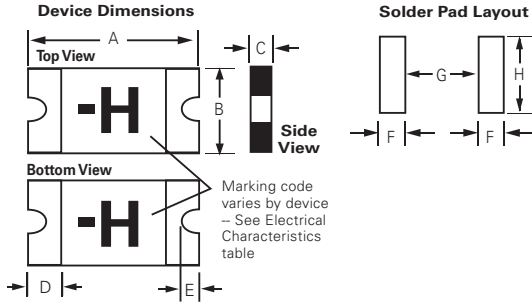 Device Dimensions
A
Top View
-H
B
C
Side
View
Bottom View
-H
Marking code
varies by device
-- See Electrical
Characteristics
table
D
E
Solder Pad Layout
G
H
F
F